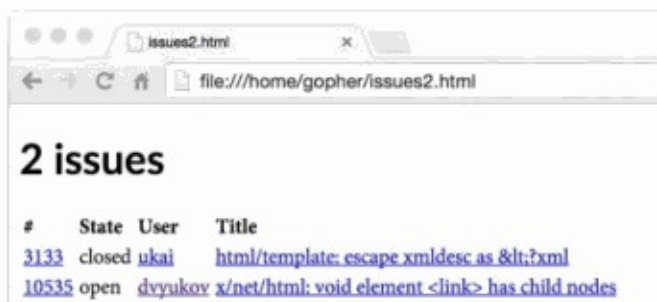 issues2.html
file:///home/gopher/issues2.html
2 issues
# State User Title
3133 closed ukai html/template: escape xmldesc as &lt;?xml
10535 open dvyukov x/net/html: void element <link> has child nodes